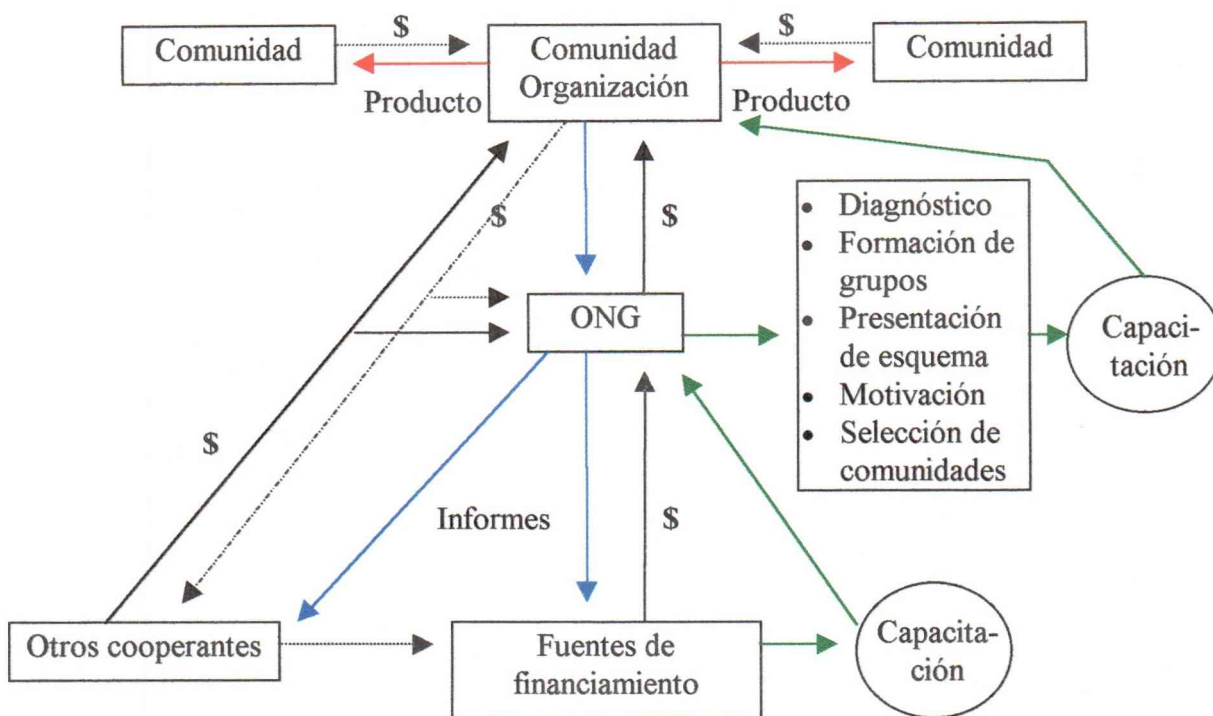 $
$
Comunidad
Comunidad
Organización
Comunidad
Producto
Producto
$
$
• Diagnóstico
• Formación de
grupos
• Presentación
de esquema
• Motivación
• Selección de
comunidades
ONG
Capaci-
tación
$
Informes
$
Otros cooperantes
Fuentes de
financiamiento
Capacita-
ción